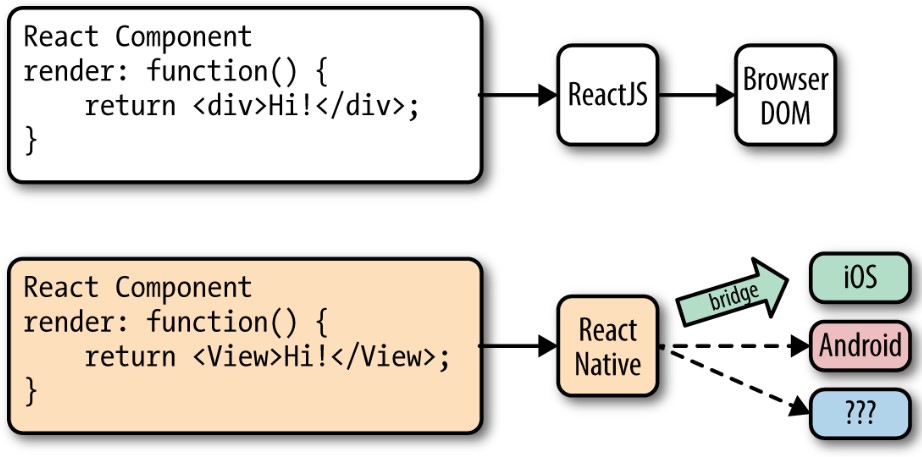 React Component
render: function() {
    return <div>Hi!</div>;
}
ReactJS
Browser
DOM
React Component
render: function() {
    return <View>Hi!</View>;
}
React
Native
bridge
iOS
Android
???